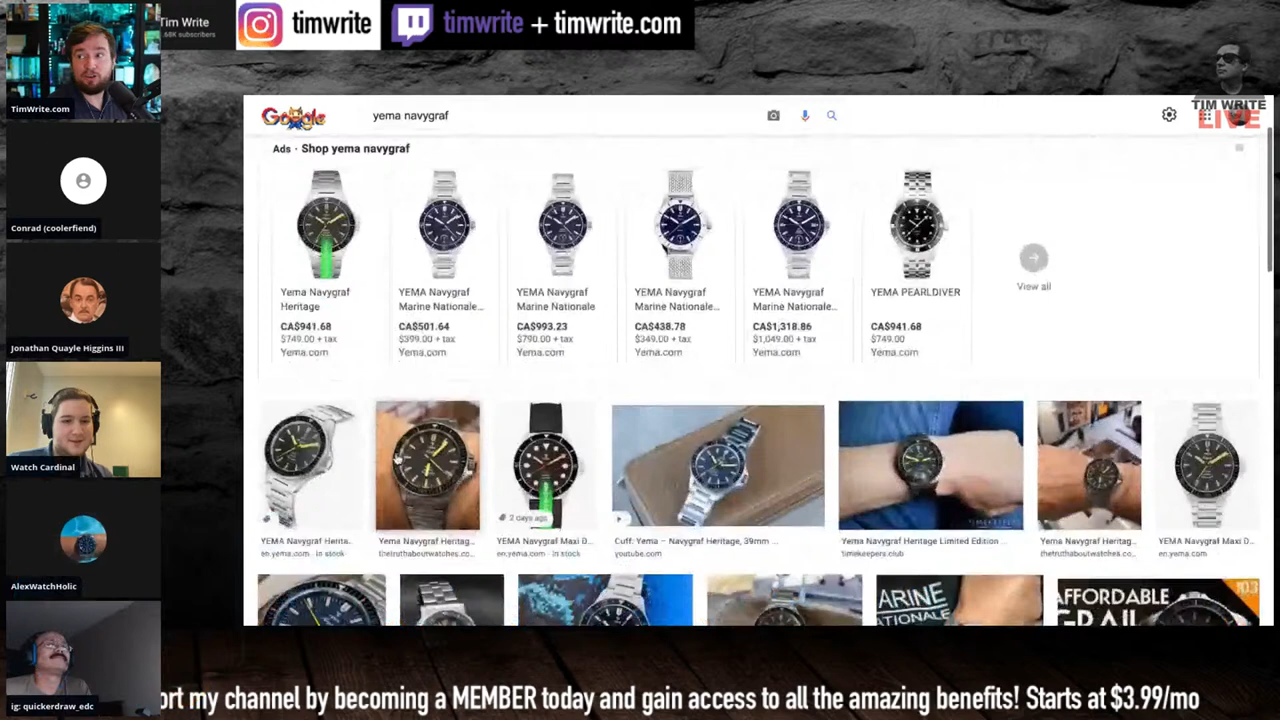 Tim Write
.68K subscribers
timwrite
timwrite + timwrite.com
TimWrite.com
Conrad (coolerfiend)
Jonathan Quayle Higgins III
Watch Cardinal
AlexWatchHolic
ig: quickerdraw_edc
TIM WRITE
LIVE
Google
yema navygraf
Ads · Shop yema navygraf
Yema Navygraf
Heritage
CA$941.68
$749.00 + tax
Yema.com
YEMA Navygraf
Marine Nationale...
CA$501.64
$399.00 + tax
Yema.com
YEMA Navygraf
Marine Nationale
CA$993.23
$790.00 + tax
Yema.com
YEMA Navygraf
Marine Nationale...
CA$438.78
$349.00 + tax
Yema.com
YEMA Navygraf
Marine Nationale...
CA$1,318.86
$1,049.00 + tax
Yema.com
YEMA PEARLDIVER
CA$941.68
$749.00
Yema.com
View all
YEMA Navygraf Herita...
en.yema.com · In stock
YEMA Navygraf Heritag...
thetruthaboutwatches.co...
2 days ago
YEMA Navygraf Maxi D...
en.yema.com · In stock
Cuff: Yema – Navygraf Heritage, 39mm ...
youtube.com
Yema Navygraf Heritage Limited Edition ...
timekeepers.club
YEMA Navygraf Heritag...
thetruthaboutwatches.co...
YEMA Navygraf Maxi D...
en.yema.com
ARINE
NATIONALE
AFFORDABLE
GRAIL
ort my channel by becoming a MEMBER today and gain access to all the amazing benefits! Starts at $3.99/mo